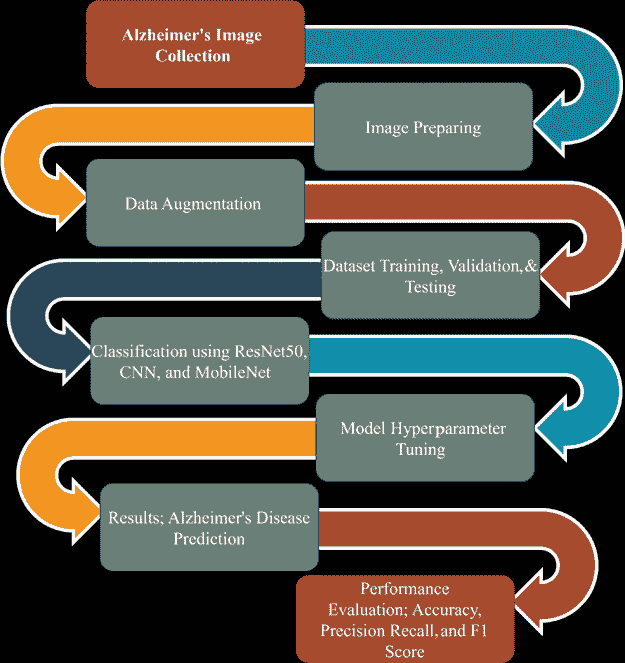 Alzheimer's Image
Collection
Image Preparing
Data Augmentation
Dataset Training, Validation, &
Testing
Classification using ResNet50,
CNN, and MobileNet
Model Hyperparameter
Tuning
Results; Alzheimer's Disease
Prediction
Performance
Evaluation; Accuracy,
Precision Recall, and F1
Score